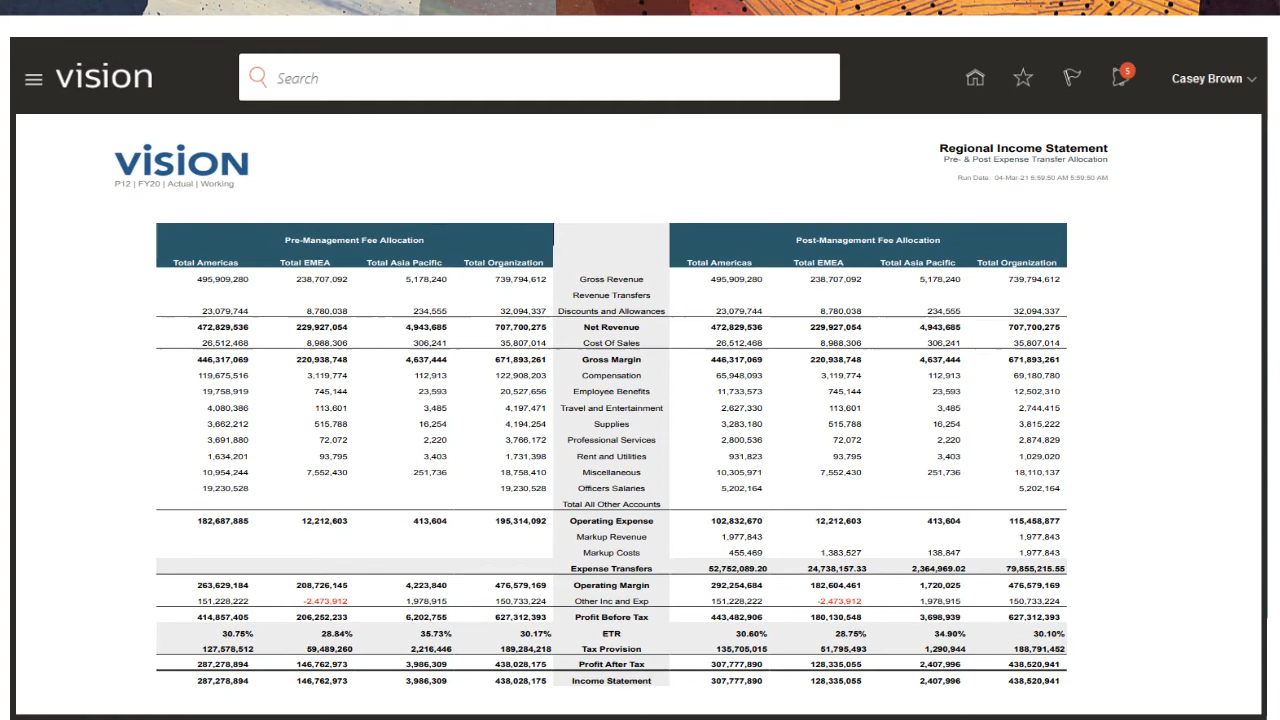 vision Search 5 Casey Brown
vision Regional Income Statement
P12 | FY20 | Actual | Working Pre- & Post Expense Transfer Allocation
Run Date: 04-Mar-21 6:59:50 AM 5:59:50 AM
Pre-Management Fee Allocation Post-Management Fee Allocation
Total Americas Total EMEA Total Asia Pacific Total Organization Total Americas Total EMEA Total Asia Pacific Total Organization
495,909,280 238,707,092 5,178,240 739,794,612 Gross Revenue 495,909,280 238,707,092 5,178,240 739,794,612
Revenue Transfers
23,079,744 8,780,038 234,555 32,094,337 Discounts and Allowances 23,079,744 8,780,038 234,555 32,094,337
472,829,536 229,927,054 4,943,685 707,700,275 Net Revenue 472,829,536 229,927,054 4,943,685 707,700,275
26,512,468 8,988,306 306,241 35,807,014 Cost Of Sales 26,512,468 8,988,306 306,241 35,807,014
446,317,069 220,938,748 4,637,444 671,893,261 Gross Margin 446,317,069 220,938,748 4,637,444 671,893,261
119,675,516 3,119,774 112,913 122,908,203 Compensation 65,948,093 3,119,774 112,913 69,180,780
19,758,919 745,144 23,593 20,527,656 Employee Benefits 11,733,573 745,144 23,593 12,502,310
4,080,386 113,601 3,485 4,197,471 Travel and Entertainment 2,627,330 113,601 3,485 2,744,415
3,662,212 515,788 16,254 4,194,254 Supplies 3,283,180 515,788 16,254 3,815,222
3,691,880 72,072 2,220 3,766,172 Professional Services 2,800,536 72,072 2,220 2,874,829
1,634,201 93,795 3,403 1,731,398 Rent and Utilities 931,823 93,795 3,403 1,029,020
10,954,244 7,552,430 251,736 18,758,410 Miscellaneous 10,305,971 7,552,430 251,736 18,110,137
19,230,528 19,230,528 Officers Salaries 5,202,164 5,202,164
Total All Other Accounts
182,687,885 12,212,603 413,604 195,314,092 Operating Expense 102,832,670 12,212,603 413,604 115,458,877
Markup Revenue 1,977,843 1,977,843
Markup Costs 455,469 1,383,527 138,847 1,977,843
Expense Transfers 52,752,089.20 24,738,157.33 2,364,969.02 79,855,215.55
263,629,184 208,726,145 4,223,840 476,579,169 Operating Margin 292,254,684 182,604,461 1,720,025 476,579,169
151,228,222 -2,473,912 1,978,915 150,733,224 Other Inc and Exp 151,228,222 -2,473,912 1,978,915 150,733,224
414,857,405 206,252,233 6,202,755 627,312,393 Profit Before Tax 443,482,906 180,130,548 3,698,939 627,312,393
30.75% 28.84% 35.73% 30.17% ETR 30.60% 28.75% 34.90% 30.10%
127,578,512 59,489,260 2,216,446 189,284,218 Tax Provision 135,705,015 51,795,493 1,290,944 188,791,452
287,278,894 146,762,973 3,986,309 438,028,175 Profit After Tax 307,777,890 128,335,055 2,407,996 438,520,941
287,278,894 146,762,973 3,986,309 438,028,175 Income Statement 307,777,890 128,335,055 2,407,996 438,520,941